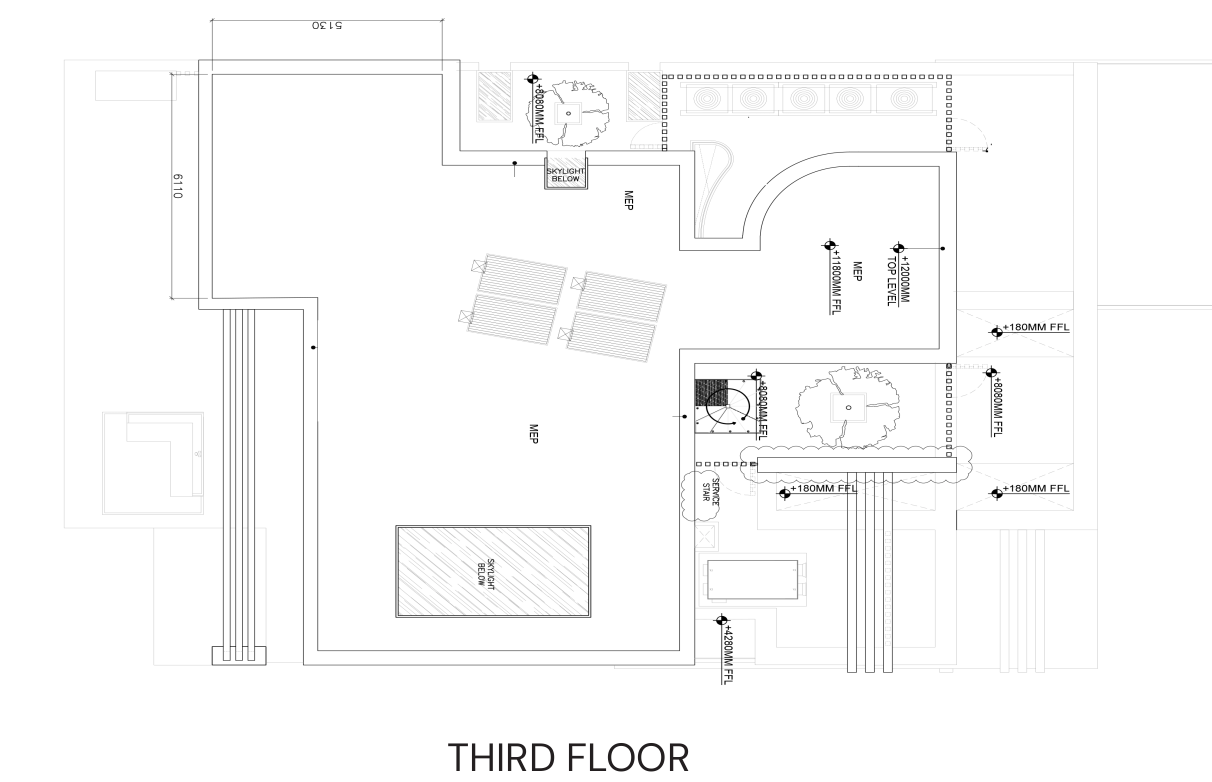 5130
+8080MM FFL
6110
SKYLIGHT
BELOW
MEP
+11800MM FFL
MEP
+12000MM
TOP LEVEL
+180MM FFL
+8080MM FFL
+8080MM FFL
MEP
SERVICE
STAIR
+180MM FFL
+180MM FFL
SKYLIGHT
BELOW
+4280MM FFL
THIRD FLOOR